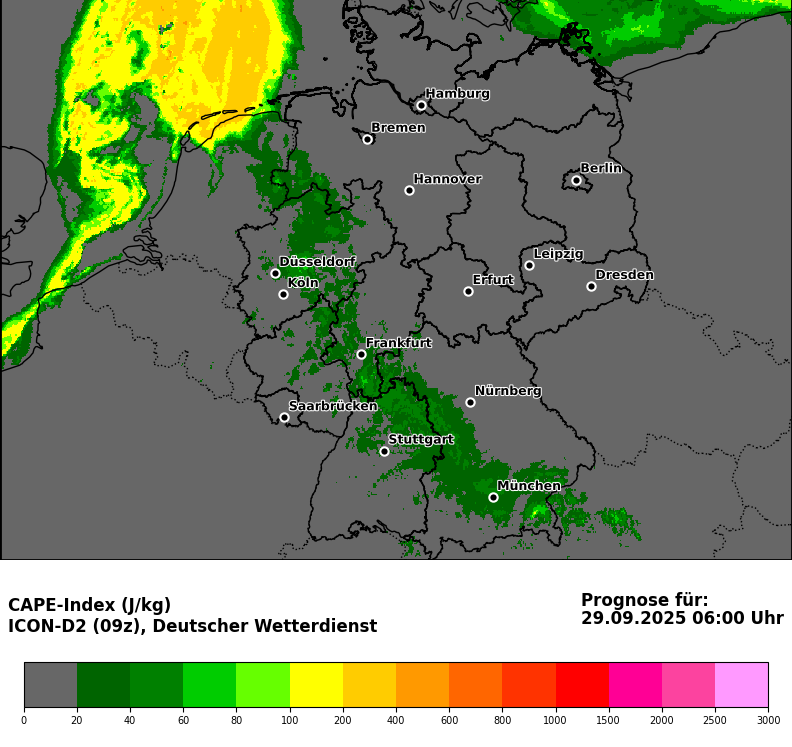 Hamburg
Bremen
Berlin
Hannover
Leipzig
Düsseldorf
Dresden
Köln
Erfurt
Frankfurt
Nürnberg
Saarbrücken
Stuttgart
München
CAPE-Index (J/kg)
ICON-D2 (09z), Deutscher Wetterdienst
Prognose für:
29.09.2025 06:00 Uhr
0 20 40 60 80 100 200 400 600 800 1000 1500 2000 2500 3000